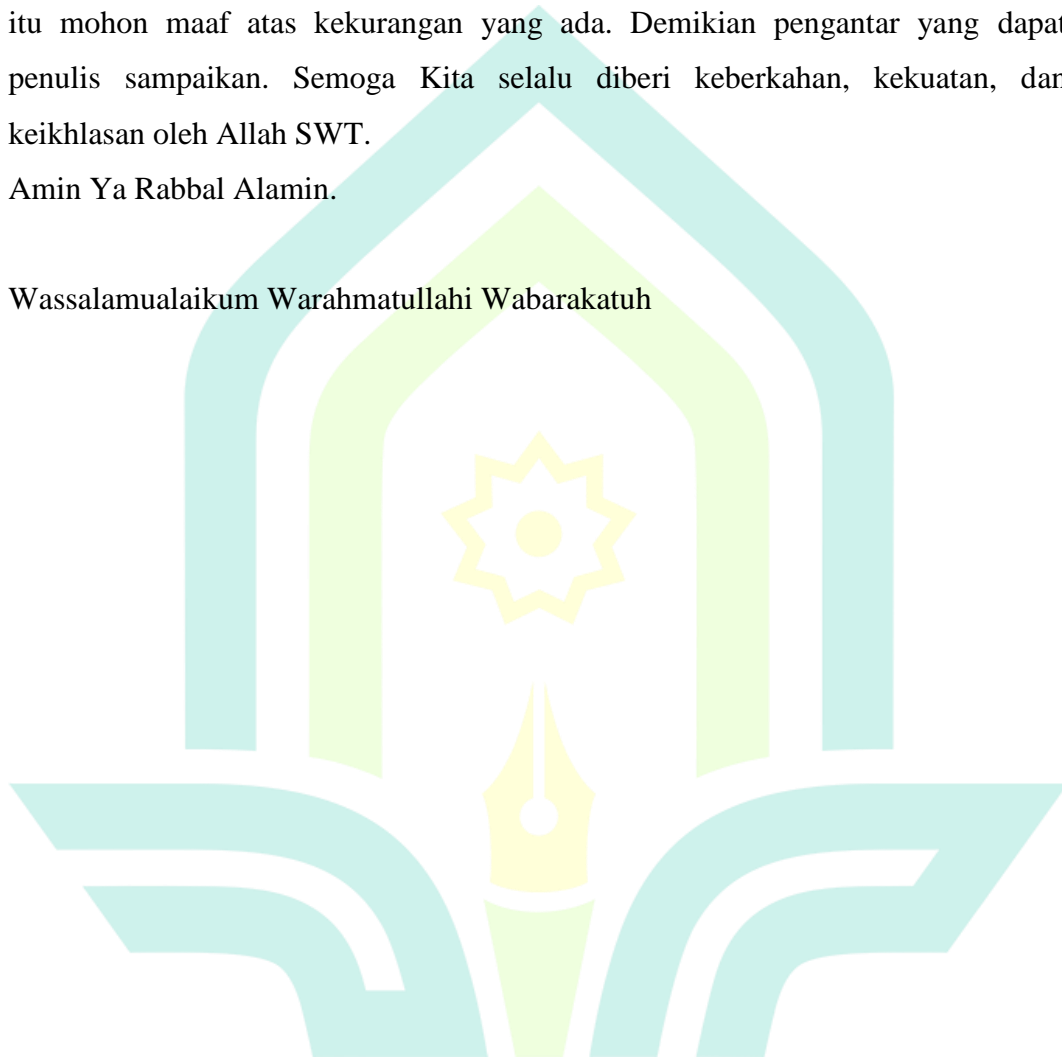 itu mohon maaf atas kekurangan yang ada. Demikian pengantar yang dapat
penulis sampaikan. Semoga Kita selalu diberi keberkahan, kekuatan, dan
keikhlasan oleh Allah SWT.
Amin Ya Rabbal Alamin.
Wassalamualaikum Warahmatullahi Wabarakatuh